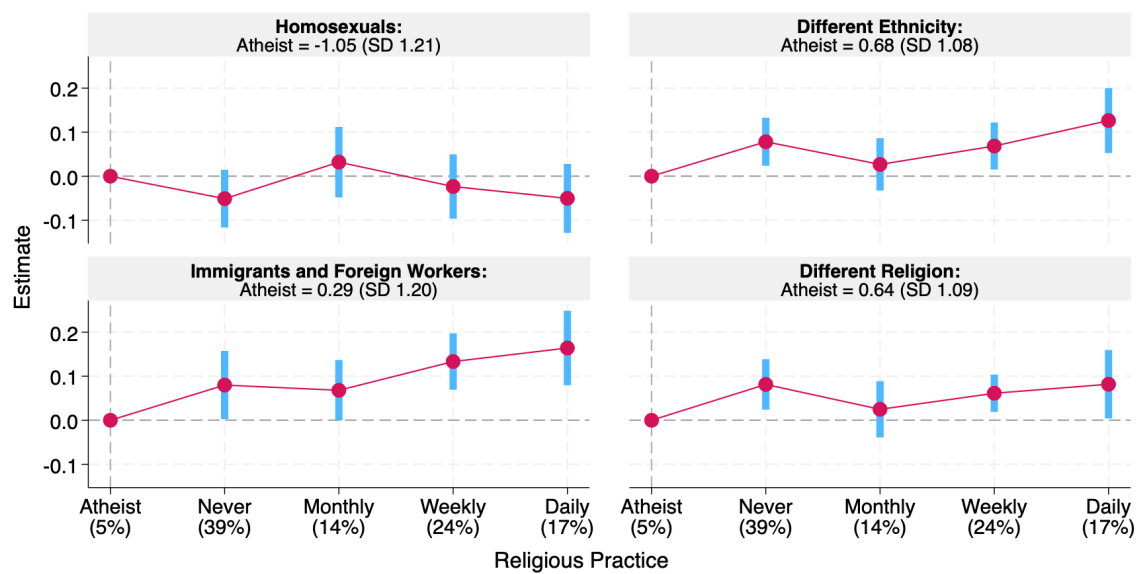 Homosexuals:
Atheist = -1.05 (SD 1.21)
Different Ethnicity:
Atheist = 0.68 (SD 1.08)
0.2
0.1
0.0
-0.1
Immigrants and Foreign Workers:
Atheist = 0.29 (SD 1.20)
Different Religion:
Atheist = 0.64 (SD 1.09)
0.2
0.1
0.0
-0.1
Estimate
Atheist Never Monthly Weekly Daily
(5%) (39%) (14%) (24%) (17%)
Atheist Never Monthly Weekly Daily
(5%) (39%) (14%) (24%) (17%)
Religious Practice